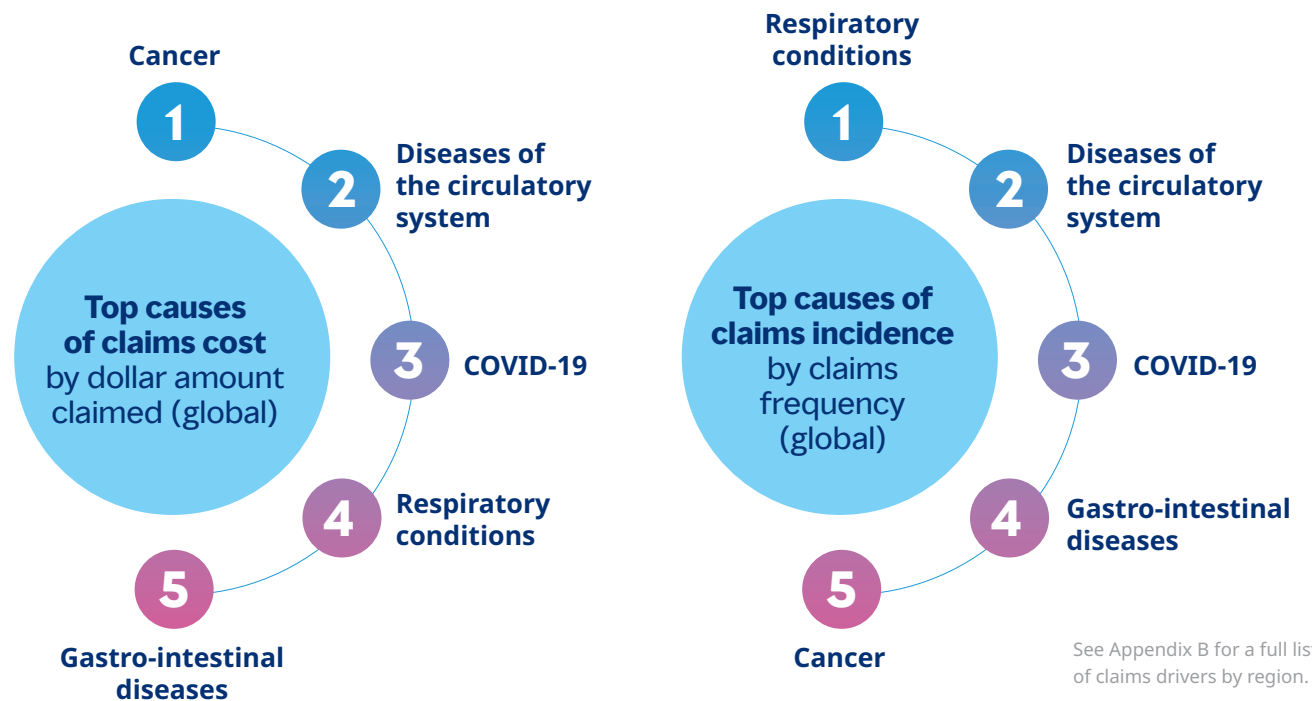 Cancer
1
2
Diseases of
the circulatory
system
Top causes
of claims cost
by dollar amount
claimed (global)
3
COVID-19
4
Respiratory
conditions
5
Gastro-intestinal
diseases
Respiratory
conditions
1
2
Diseases of
the circulatory
system
Top causes of
claims incidence
by claims
frequency
(global)
3
COVID-19
4
Gastro-intestinal
diseases
5
Cancer
See Appendix B for a full list
of claims drivers by region.